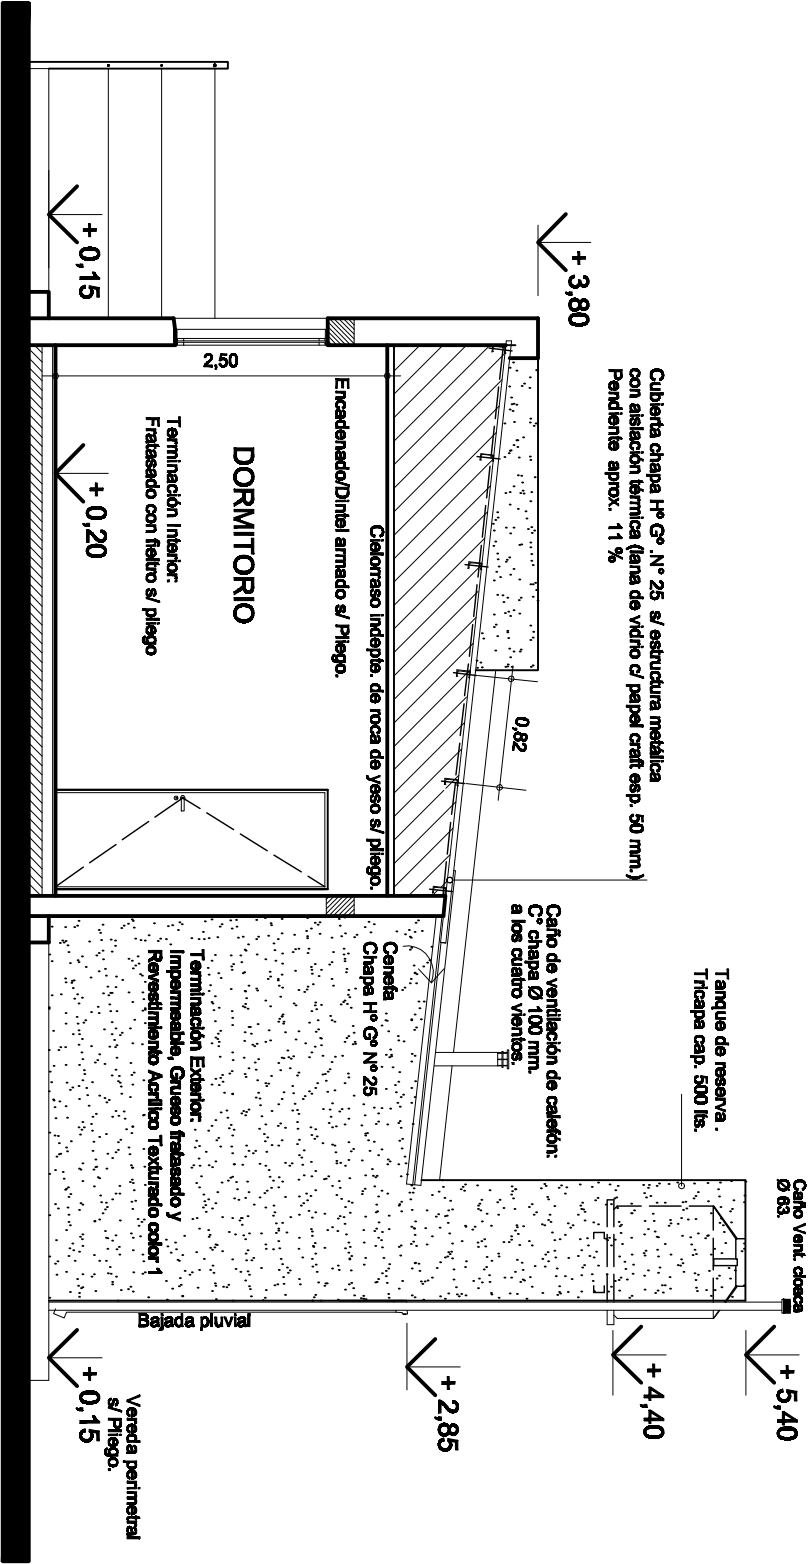 Caño Vent. cloaca
Ø 63.
+ 5,40
Tanque de reserva .
Tricapa cap. 500 lts.
+ 4,40
Cubierta chapa Hº Gº .N° 25 s/ estructura metálica
con aislación térmica (lana de vidrio c/ papel craft esp. 50 mm.)
Pendiente aprox. 11 %
+ 3,80
Caño de ventilación de calefón:
C° chapa Ø 100 mm.
a los cuatro vientos.
0,82
+ 2,85
Cenefa
Chapa Hº Gº Nº 25
Cielorraso indepte. de roca de yeso s/ pliego.
Encadenado/Dintel armado s/ Pliego.
DORMITORIO
2,50
Terminación Interior:
Fratasado con fieltro s/ pliego
Terminación Exterior:
Impermeable, Grueso fratasado y
Revestimiento Acrílico Texturado color 1
Bajada pluvial
+ 0,15
+ 0,20
+ 0,15
Vereda perimetral
s/ Pliego.